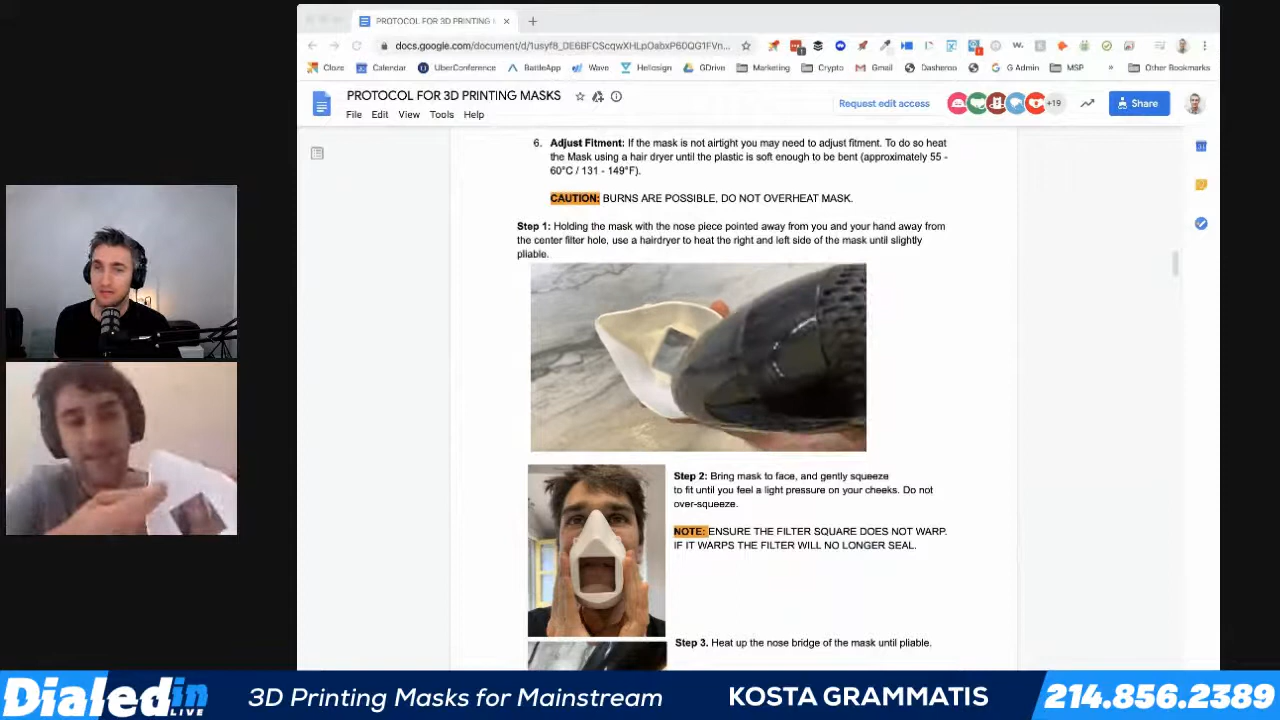 PROTOCOL FOR 3D PRINTING M
docs.google.com/document/d/1usyf8_DE6BFCScqwXHLpOabxP60QG1FVn...
Cloze Calendar UberConference BattleApp Wave Hellosign GDrive Marketing Crypto Gmail Dasheroo G Admin MSP » Other Bookmarks
PROTOCOL FOR 3D PRINTING MASKS
File Edit View Tools Help
Request edit access
+19
Share
6. Adjust Fitment: If the mask is not airtight you may need to adjust fitment. To do so heat
the Mask using a hair dryer until the plastic is soft enough to be bent (approximately 55 -
60°C / 131 - 149°F).
CAUTION: BURNS ARE POSSIBLE, DO NOT OVERHEAT MASK.
Step 1: Holding the mask with the nose piece pointed away from you and your hand away from
the center filter hole, use a hairdryer to heat the right and left side of the mask until slightly
pliable.
Step 2: Bring mask to face, and gently squeeze
to fit until you feel a light pressure on your cheeks. Do not
over-squeeze.
NOTE: ENSURE THE FILTER SQUARE DOES NOT WARP.
IF IT WARPS THE FILTER WILL NO LONGER SEAL.
Step 3. Heat up the nose bridge of the mask until pliable.
Dialedin
LIVE
3D Printing Masks for Mainstream
KOSTA GRAMMATIS
214.856.2389